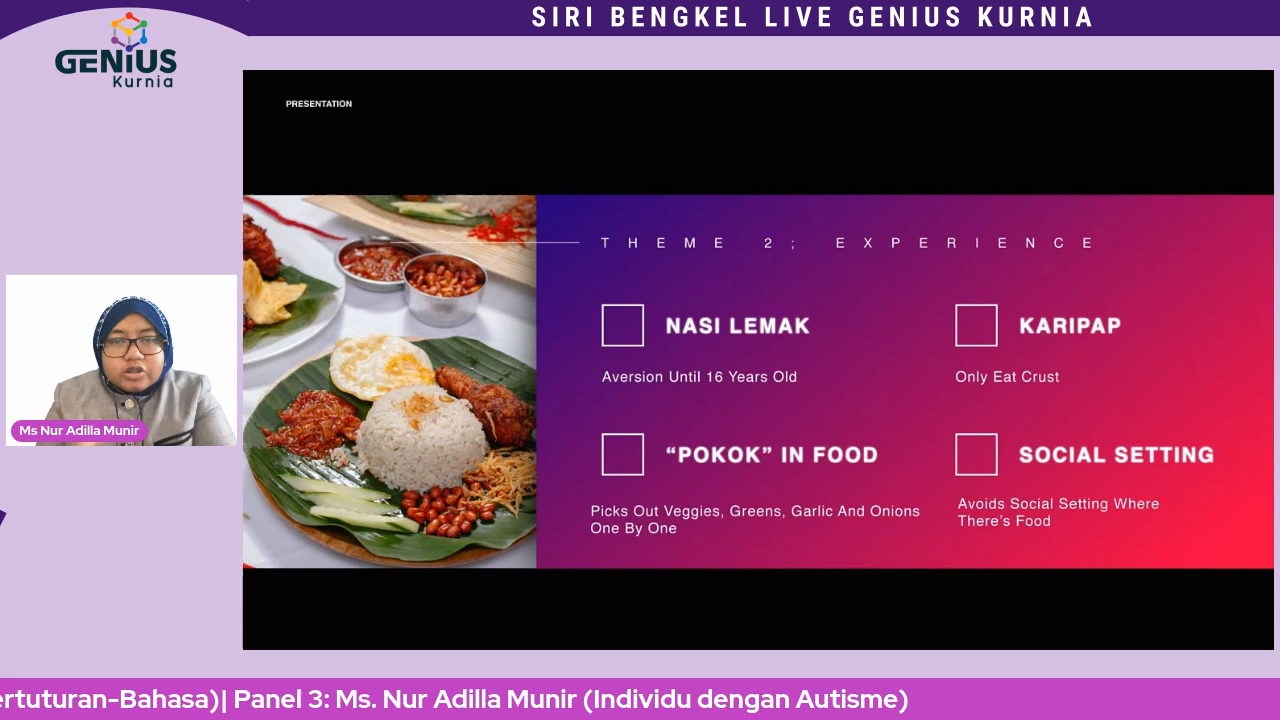 SIRI BENGKEL LIVE GENIUS KURNIA
GENIUS
Kurnia
PRESENTATION
THEME 2; EXPERIENCE
NASI LEMAK
Aversion Until 16 Years Old
KARIPAP
Only Eat Crust
“POKOK” IN FOOD
Picks Out Veggies, Greens, Garlic And Onions
One By One
SOCIAL SETTING
Avoids Social Setting Where
There’s Food
Ms Nur Adilla Munir
ertuturan-Bahasa)| Panel 3: Ms. Nur Adilla Munir (Individu dengan Autisme)